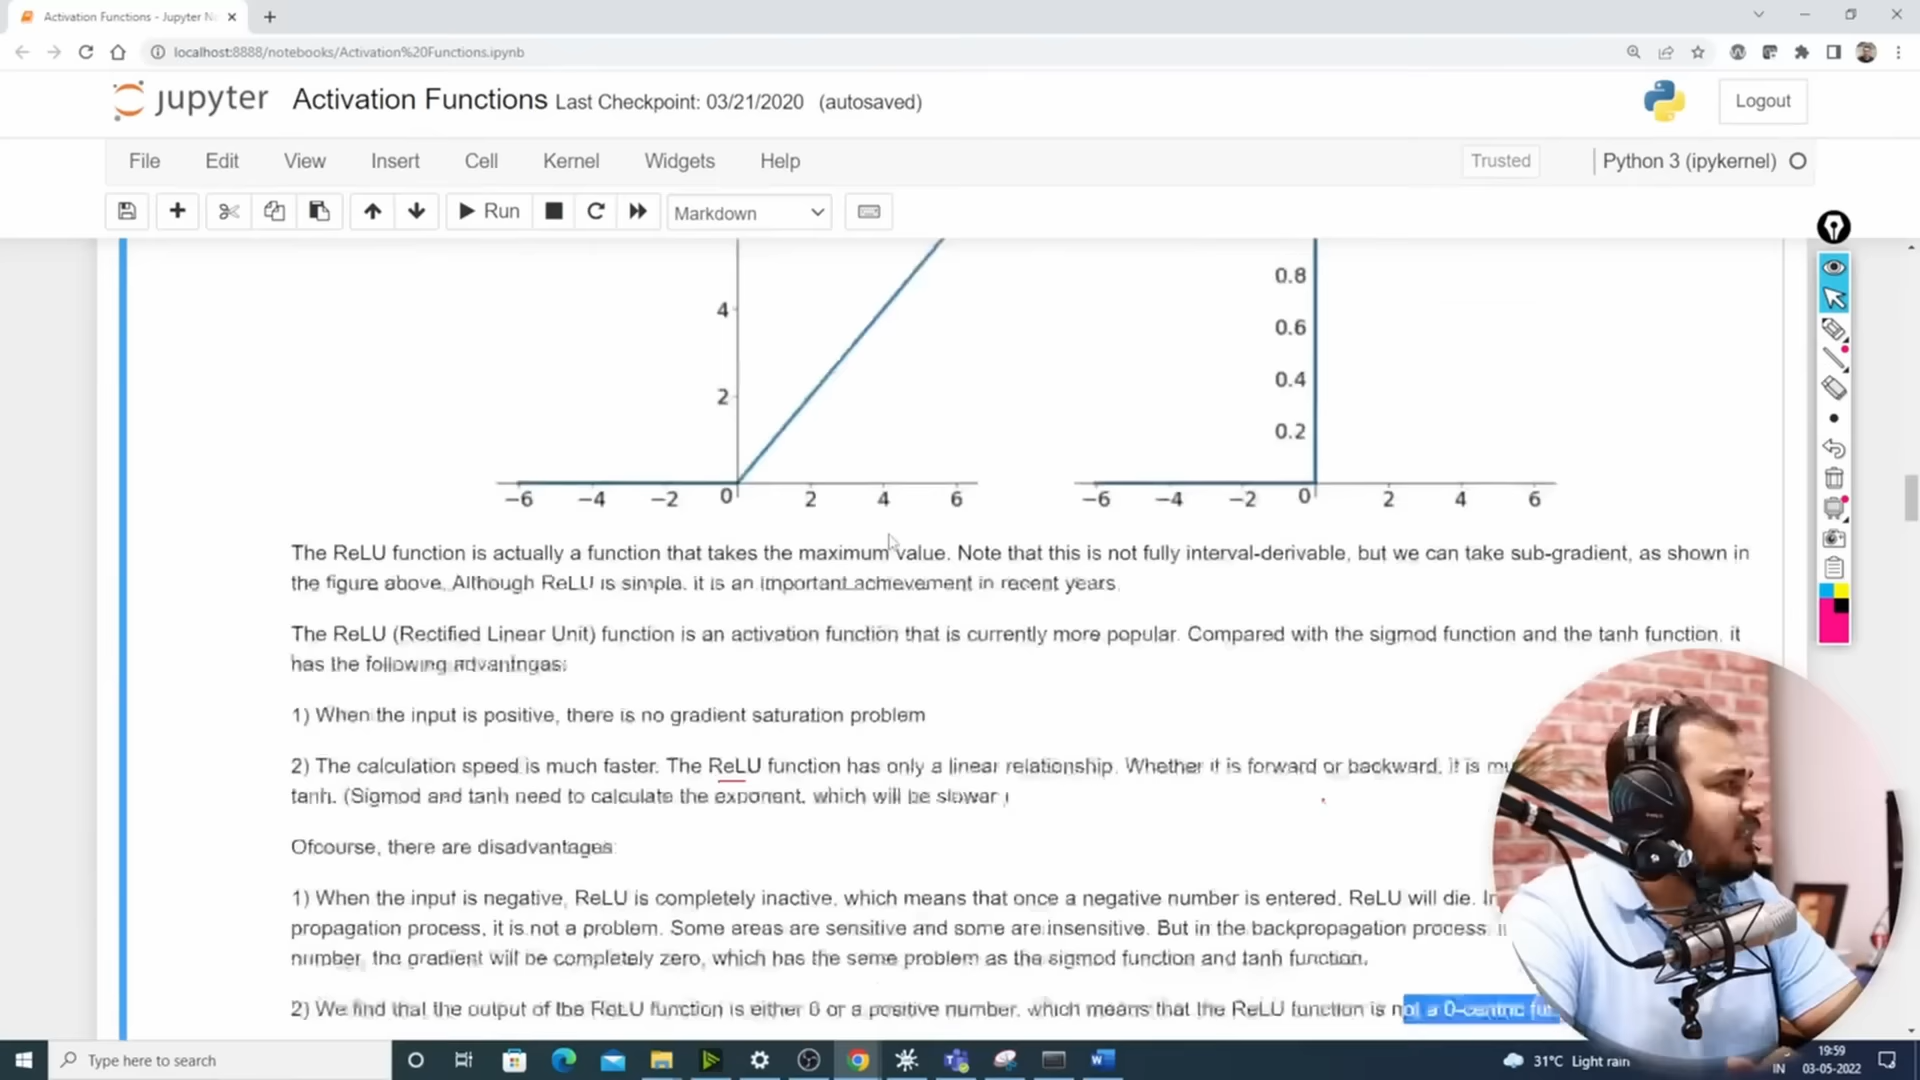 Activation Functions - Jupyter No
localhost:8888/notebooks/Activation%20Functions.ipynb
jupyter Activation Functions Last Checkpoint: 03/21/2020 (autosaved)
Logout
File Edit View Insert Cell Kernel Widgets Help
Trusted
Python 3 (ipykernel)
Run
Markdown
4
2
-6 -4 -2 0 2 4 6
0.8
0.6
0.4
0.2
-6 -4 -2 0 2 4 6
The ReLU function is actually a function that takes the maximum value. Note that this is not fully interval-derivable, but we can take sub-gradient, as shown in
the figure above. Although ReLU is simple, it is an important achievement in recent years.
The ReLU (Rectified Linear Unit) function is an activation function that is currently more popular. Compared with the sigmod function and the tanh function, it
has the following advantages:
1) When the input is positive, there is no gradient saturation problem
2) The calculation speed is much faster. The ReLU function has only a linear relationship. Whether it is forward or backward, it is mu
tanh. (Sigmod and tanh need to calculate the exponent, which will be slower
Ofcourse, there are disadvantages:
1) When the input is negative, ReLU is completely inactive, which means that once a negative number is entered, ReLU will die. In
propagation process, it is not a problem. Some areas are sensitive and some are insensitive. But in the backpropagation process, i
number, the gradient will be completely zero, which has the same problem as the sigmod function and tanh function.
2) We find that the output of the ReLU function is either 0 or a positive number, which means that the ReLU function is not a 0-centric fun
Type here to search
31°C Light rain
IN
19:59
03-05-2022